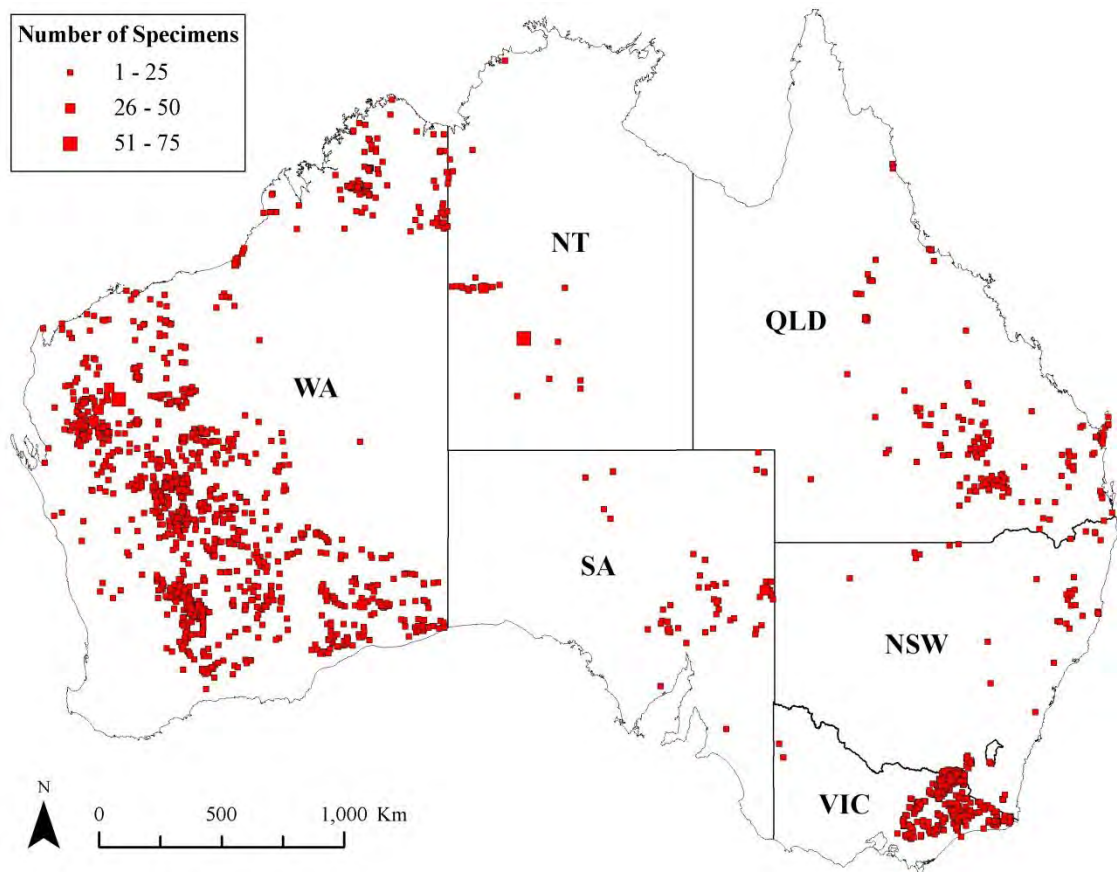 Number of Specimens
1 - 25
26 - 50
51 - 75
NT
QLD
WA
SA
NSW
VIC
N
0 500 1,000 Km